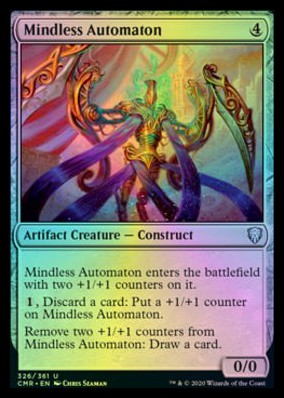 Mindless Automaton 4
Artifact Creature — Construct
Mindless Automaton enters the battlefield
with two +1/+1 counters on it.
1, Discard a card: Put a +1/+1 counter
on Mindless Automaton.
Remove two +1/+1 counters from
Mindless Automaton: Draw a card.
0/0
326/361 U
CMR • EN Chris Seaman ™ & © 2020 Wizards of the Coast